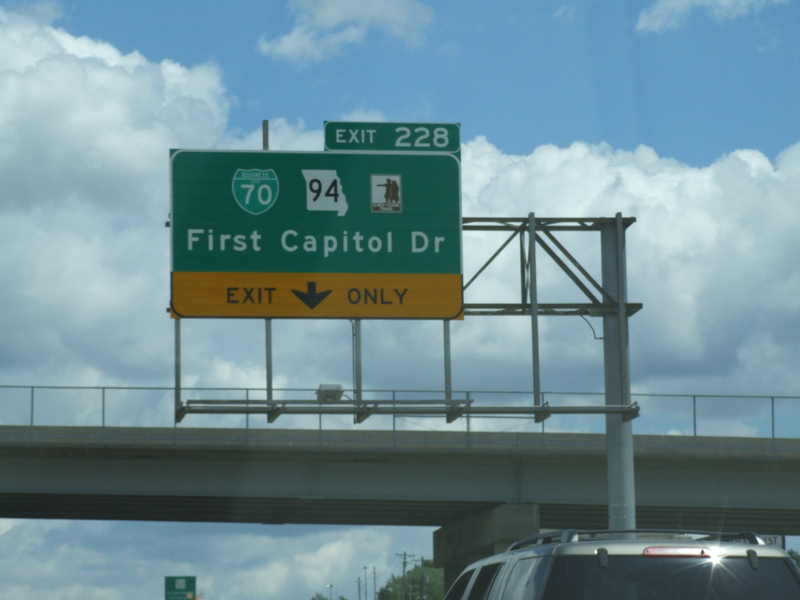 EXIT 228
BUSINESS
70
94
First Capitol Dr
EXIT ONLY